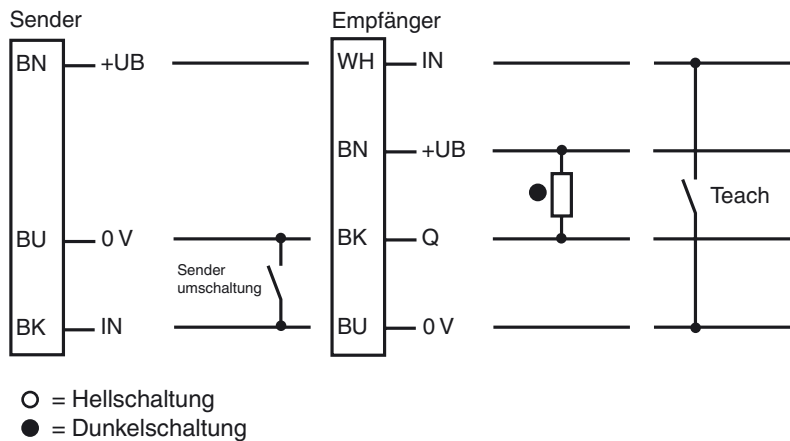 Sender
BN
+UB
BU
0 V
Sender
umschaltung
BK
IN
Empfänger
WH
IN
BN
+UB
BK
Q
BU
0 V
Teach
= Hellschaltung
= Dunkelschaltung